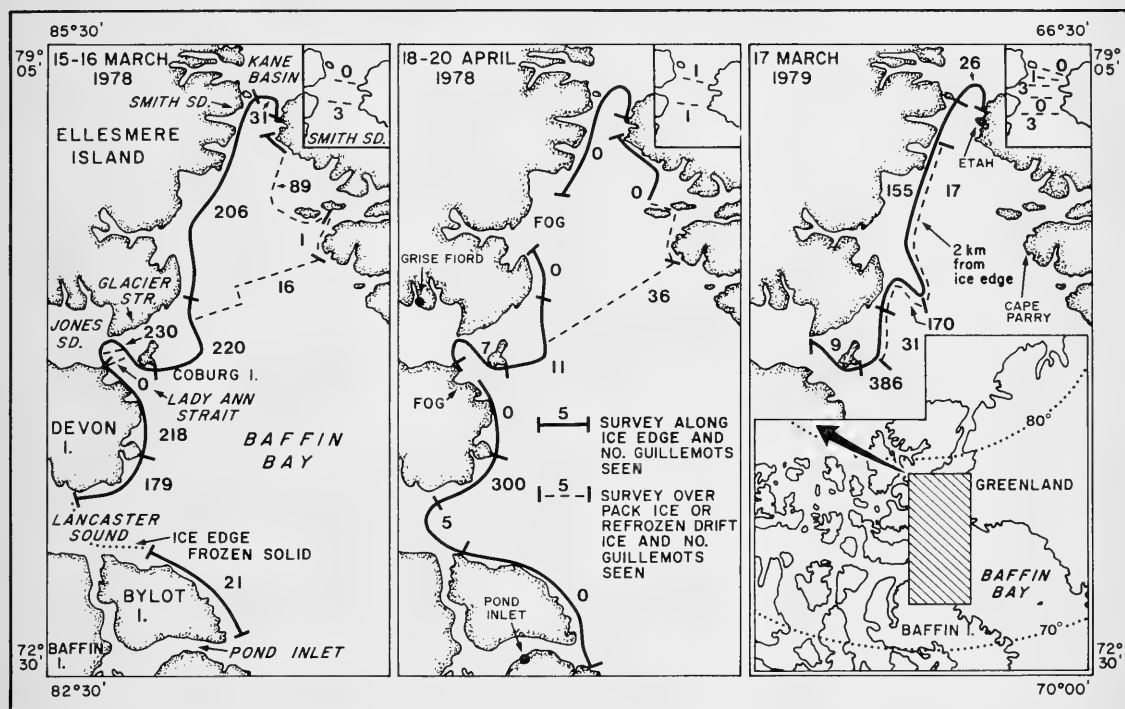 85°30'
66°30'
79°
05'
79°
05'
15-16 MARCH
1978
KANE
BASIN
SMITH SD.
31
0
3
SMITH SD.
ELLESMERE
ISLAND
89
206
1
16
GLACIER
STR.
JONES
SD.
230
220
0
COBURG I.
LADY ANN
STRAIT
DEVON
I.
218
BAFFIN
BAY
179
LANCASTER
SOUND
ICE EDGE
FROZEN SOLID
21
BYLOT
I.
BAFFIN
I.
POND INLET
72°
30'
82°30'
18-20 APRIL
1978
1
1
0
0
FOG
GRISE FIORD
0
36
7
11
FOG
0
5
SURVEY ALONG
ICE EDGE AND
NO. GUILLEMOTS
SEEN
300
5
SURVEY OVER
PACK ICE OR
REFROZEN DRIFT
ICE AND NO.
GUILLEMOTS
SEEN
5
0
POND
INLET
17 MARCH
1979
26
0
1
3
0
3
ETAH
155
17
2 km
from
ice edge
CAPE
PARRY
170
9
31
386
80°
GREENLAND
BAFFIN
BAY
BAFFIN I.
70°
72°
30'
70°00'